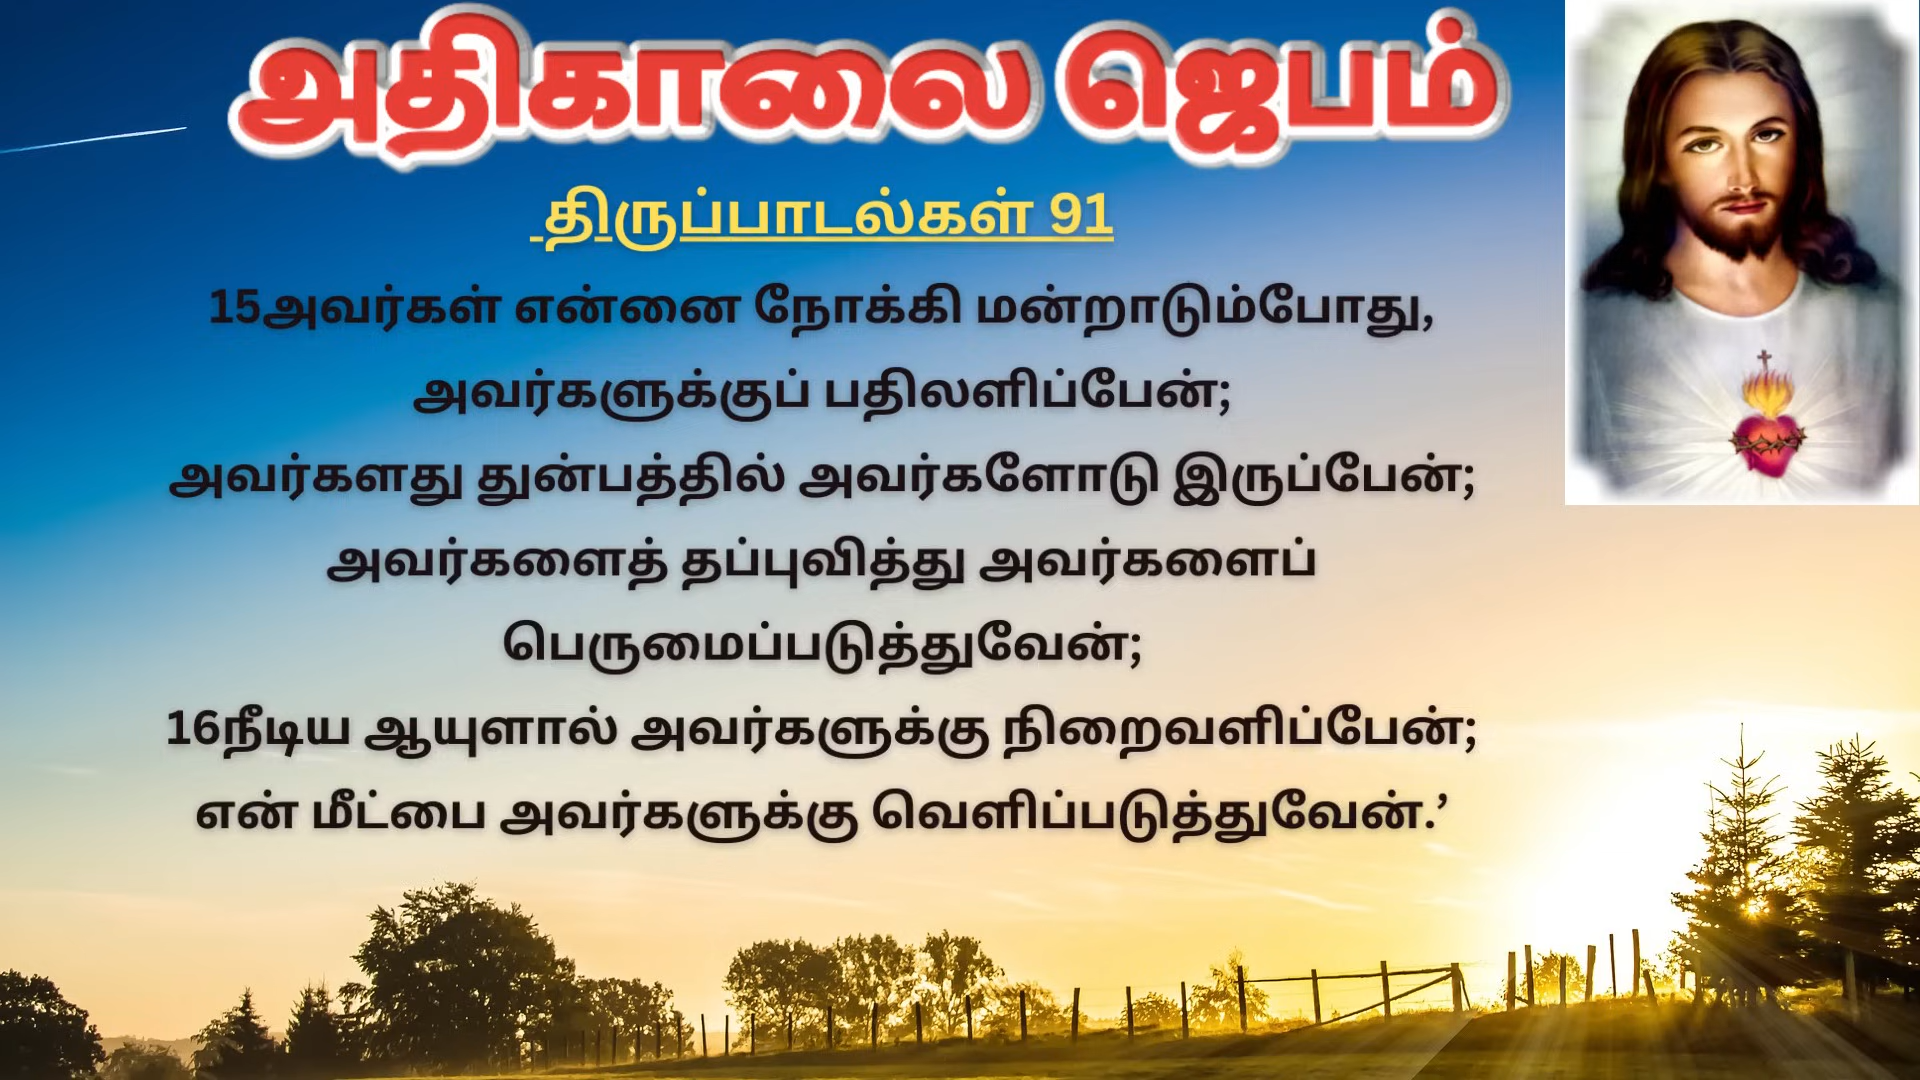 அதிகாலை ஜெபம்
திருப்பாடல்கள் 91
15அவர்கள் என்னை நோக்கி மன்றாடும்போது,
அவர்களுக்குப் பதிலளிப்பேன்;
அவர்களது துன்பத்தில் அவர்களோடு இருப்பேன்;
அவர்களைத் தப்புவித்து அவர்களைப்
பெருமைப்படுத்துவேன்;
16நீடிய ஆயுளால் அவர்களுக்கு நிறைவளிப்பேன்;
என் மீட்பை அவர்களுக்கு வெளிப்படுத்துவேன்.’